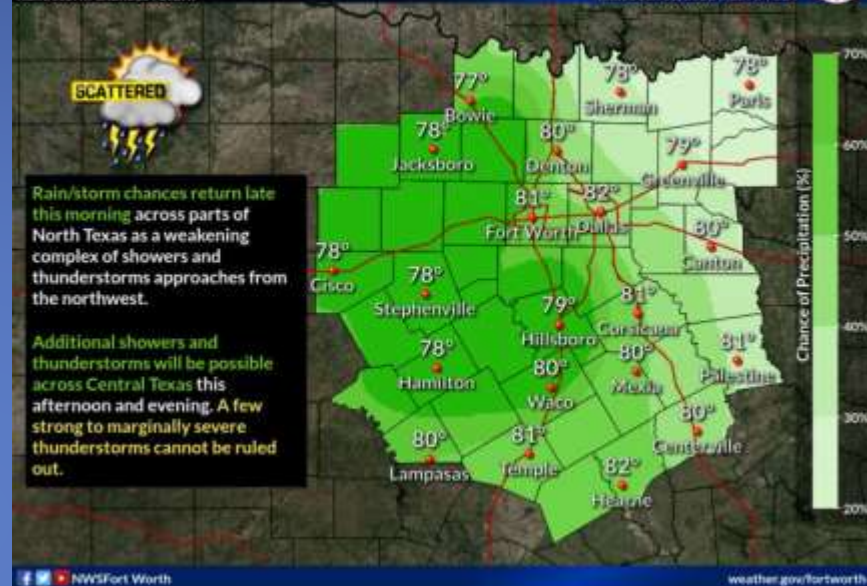 SCATTERED
Rain/storm chances return late
this morning across parts of
North Texas as a weakening
complex of showers and
thunderstorms approaches from
the northwest.
Additional showers and
thunderstorms will be possible
across Central Texas this
afternoon and evening. A few
strong to marginally severe
thunderstorms cannot be ruled
out.
77°
Bowie
78°
Sherman
78°
Paris
78°
Jacksboro
80°
Denton
79°
Greenville
81°
Fort Worth
82°
Dallas
80°
Canton
78°
Cisco
78°
Stephenville
79°
Hillsboro
81°
Corsicana
81°
Palestine
78°
Hamilton
80°
Waco
80°
Mexia
80°
Centerville
80°
Lampasas
81°
Temple
82°
Hearne
70%
60%
50%
40%
30%
20%
Chance of Precipitation (%)
NWSFort Worth
weather.gov/fortworth